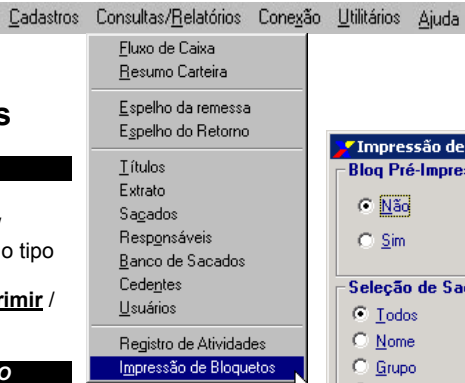 Cadastros Consultas/Relatórios Conexão Utilitários Ajuda
Fluxo de Caixa
Resumo Carteira
Espelho da remessa
Espelho do Retorno
Títulos
Extrato
Sacados
Responsáveis
Banco de Sacados
Cedentes
Usuários
Registro de Atividades
Impressão de Bloquetos
s
o tipo
rimir /
O
Impressão de
Bloq Pré-Impres
Não
Sim
Seleção de Sac
Todos
Nome
Grupo